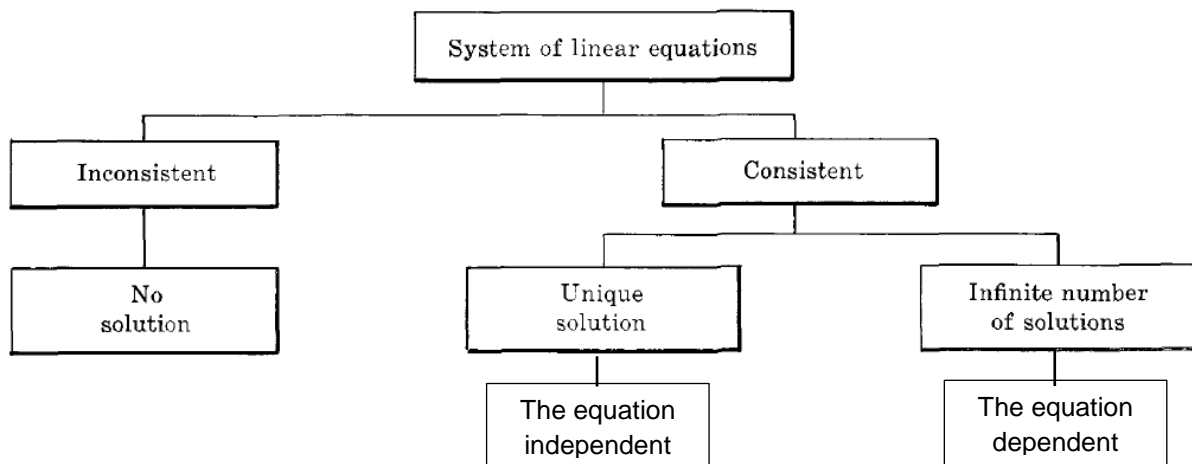 System of linear equations
Inconsistent
Consistent
No
solution
Unique
solution
Infinite number
of solutions
The equation
independent
The equation
dependent